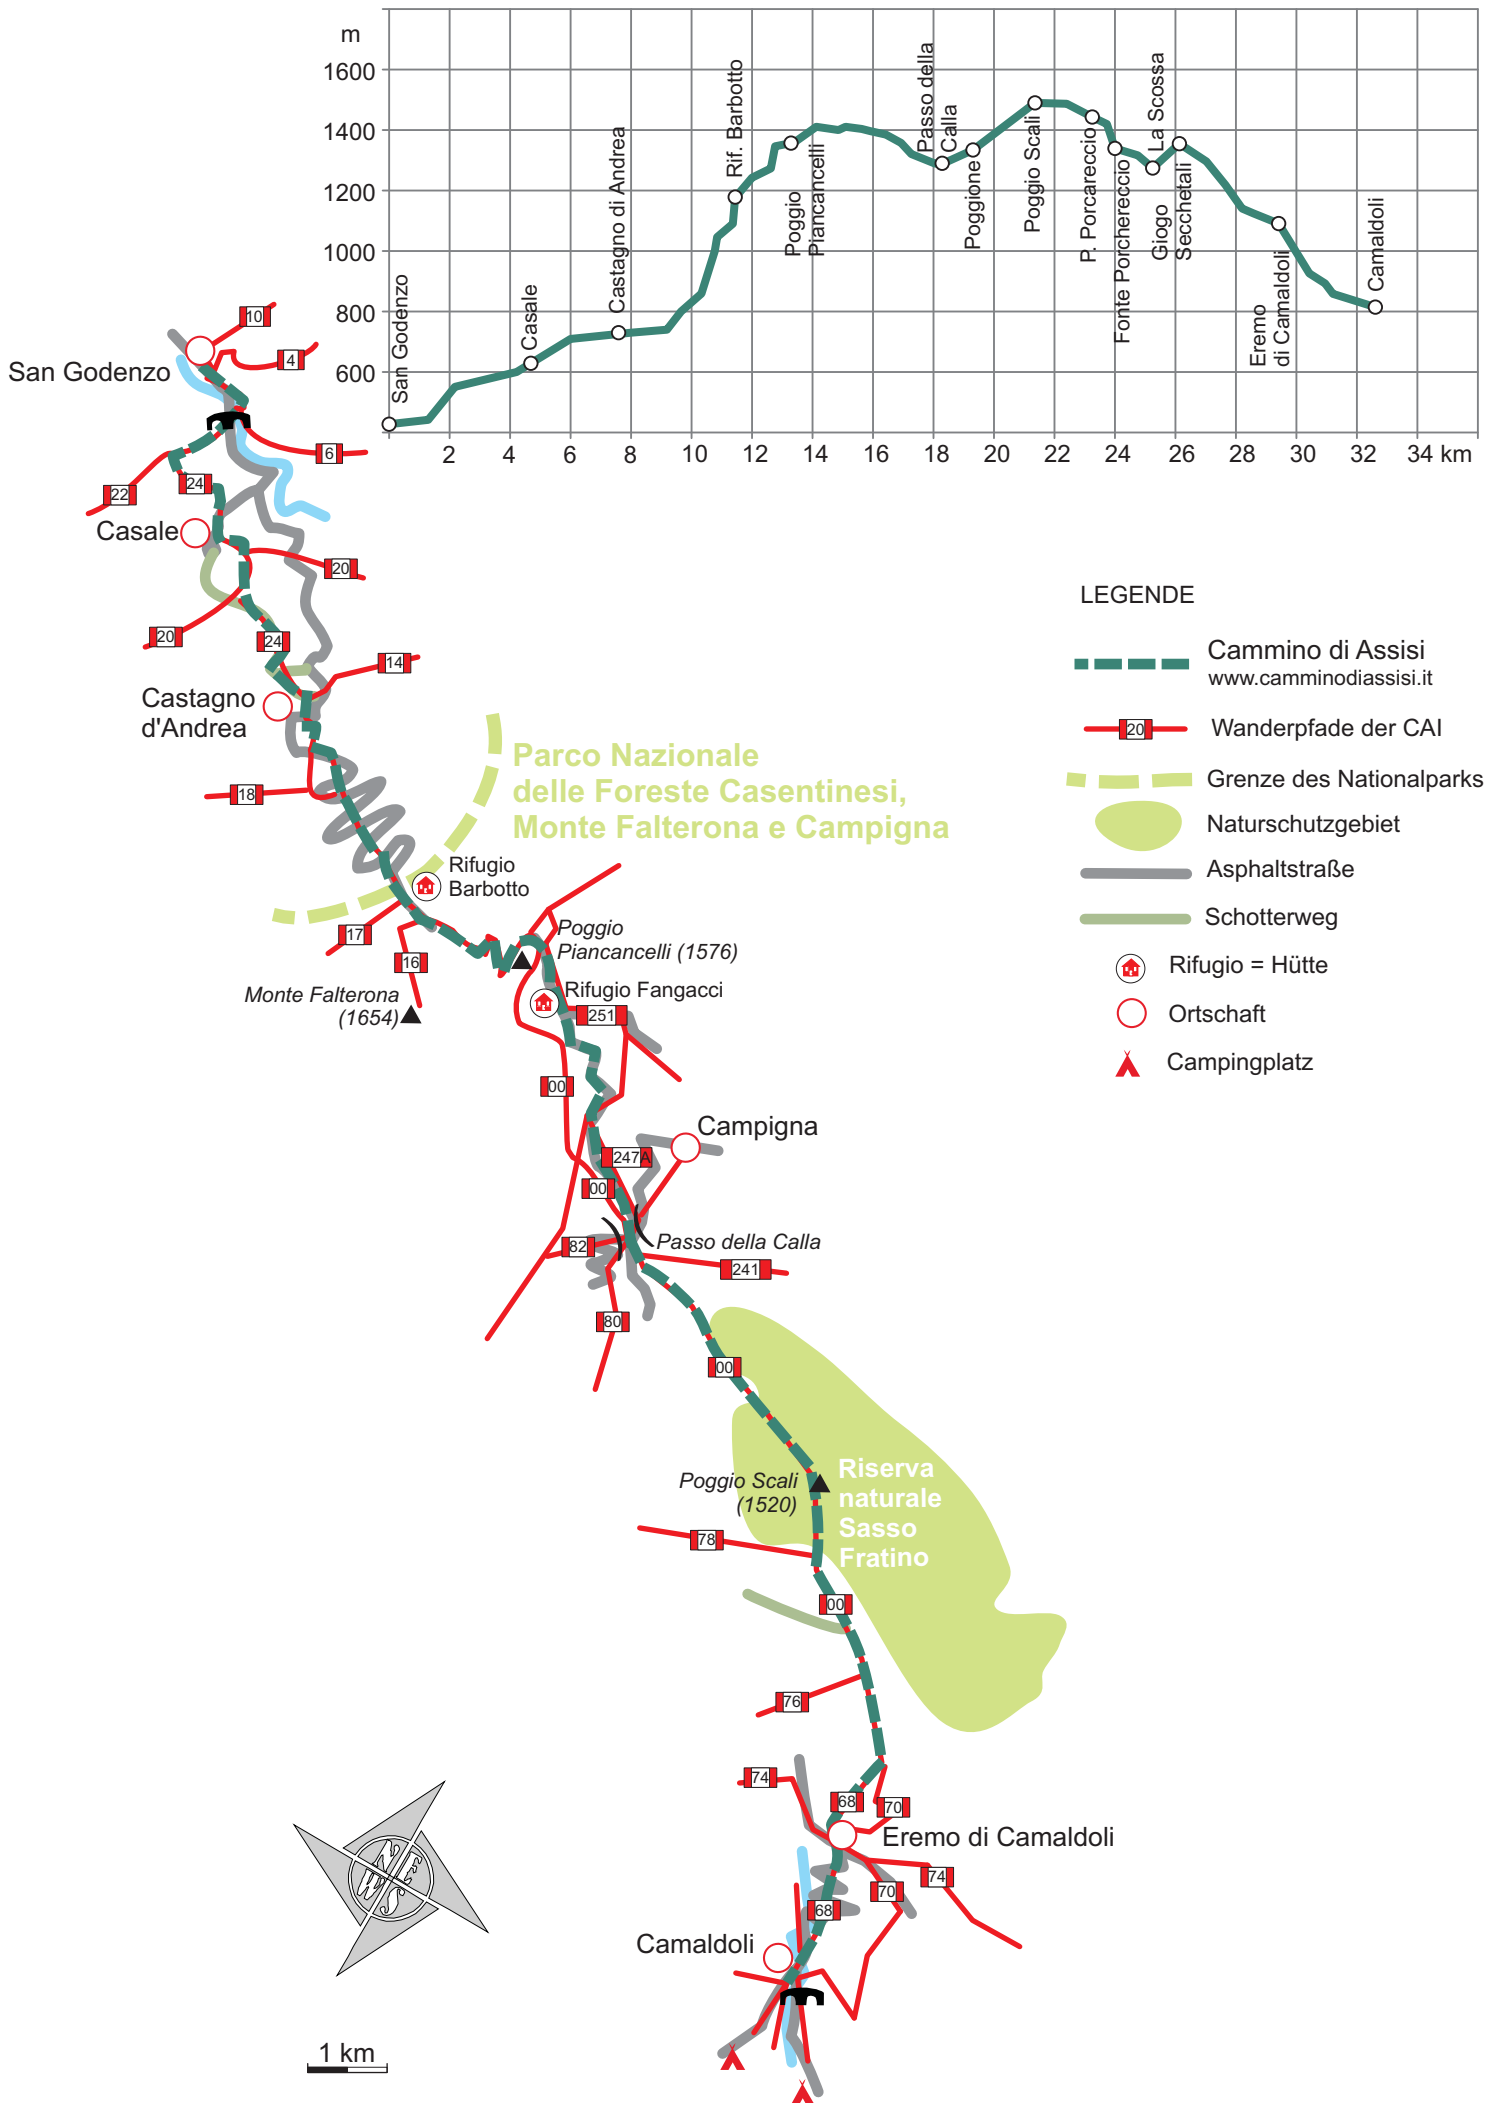 m
1600
1400
1200
1000
800
600
2 4 6 8 10 12 14 16 18 20 22 24 26 28 30 32 34 km
San Godenzo
Casale
Castagno di Andrea
Rif. Barbotto
Poggio
Piancancelli
Passo della
Calla
Poggione
Poggio Scali
P. Porcareccio
Fonte Porchereccio
La Scossa
Giogo
Secchetali
Eremo
di Camaldoli
Camaldoli
10
4
San Godenzo
6
24
22
Casale
20
20
24
14
Castagno
d'Andrea
18
Parco Nazionale
delle Foreste Casentinesi,
Monte Falterona e Campigna
Rifugio
Barbotto
17
16
Poggio
Piancancelli (1576)
Monte Falterona
(1654)
Rifugio Fangacci
251
00
Campigna
247A
00
82
Passo della Calla
241
80
00
Poggio Scali
(1520)
Riserva
naturale
Sasso
Fratino
78
00
76
74
68
70
Eremo di Camaldoli
74
70
68
Camaldoli
N
E
S
W
1 km
LEGENDE
Cammino di Assisi
www.camminodiassisi.it
20
Wanderpfade der CAI
Grenze des Nationalparks
Naturschutzgebiet
Asphaltstraße
Schotterweg
Rifugio = Hütte
Ortschaft
Campingplatz